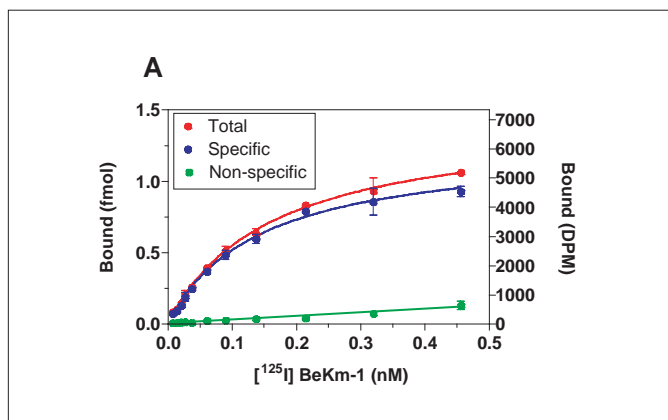 A
1.5
1.0
0.5
0.0
Bound (fmol)
Total
Specific
Non-specific
7000
6000
5000
4000
3000
2000
1000
0
Bound (DPM)
0.0 0.1 0.2 0.3 0.4 0.5
[¹²⁵I] BeKm-1 (nM)